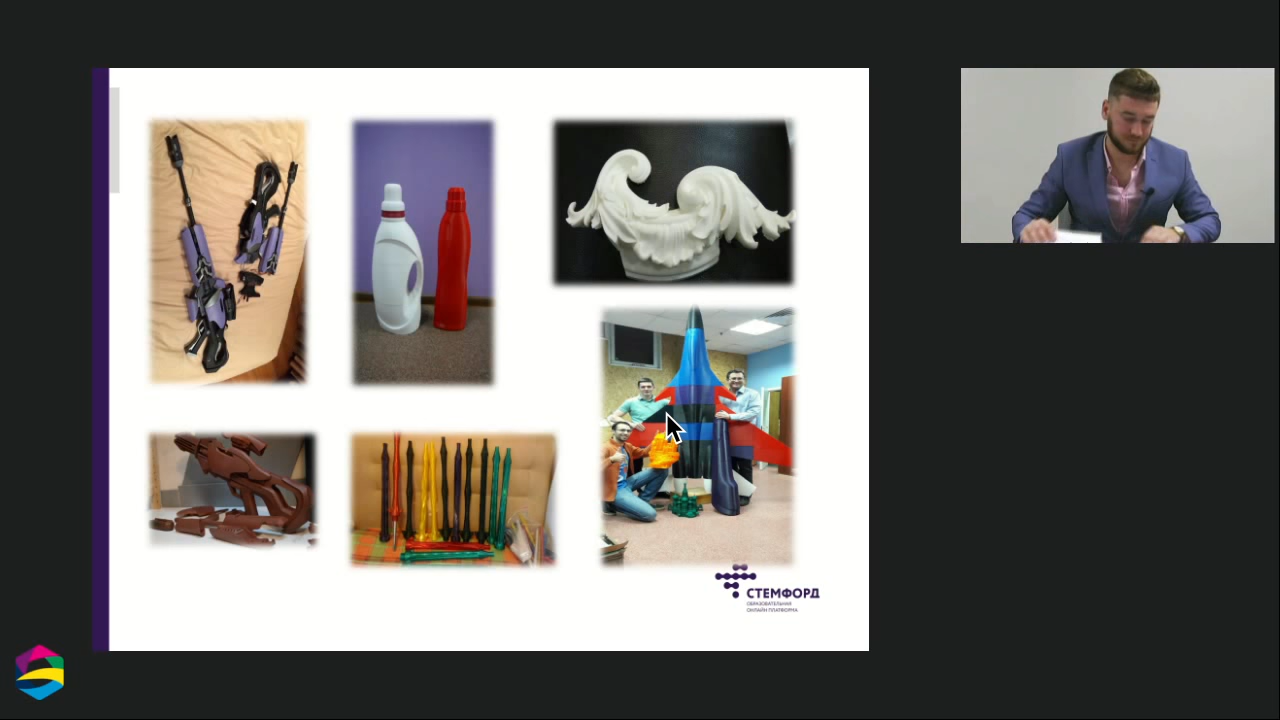 СТЕМФОРД
ОБРАЗОВАТЕЛЬНАЯ
ОНЛАЙН ПЛАТФОРМА